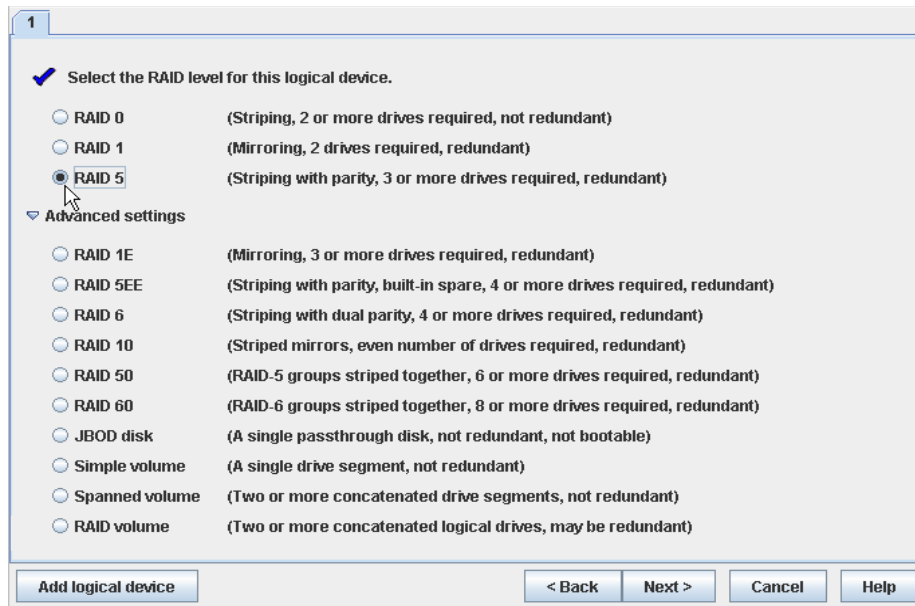 1
Select the RAID level for this logical device.
RAID 0 (Striping, 2 or more drives required, not redundant)
RAID 1 (Mirroring, 2 drives required, redundant)
RAID 5 (Striping with parity, 3 or more drives required, redundant)
Advanced settings
RAID 1E (Mirroring, 3 or more drives required, redundant)
RAID 5EE (Striping with parity, built-in spare, 4 or more drives required, redundant)
RAID 6 (Striping with dual parity, 4 or more drives required, redundant)
RAID 10 (Striped mirrors, even number of drives required, redundant)
RAID 50 (RAID-5 groups striped together, 6 or more drives required, redundant)
RAID 60 (RAID-6 groups striped together, 8 or more drives required, redundant)
JBOD disk (A single passthrough disk, not redundant, not bootable)
Simple volume (A single drive segment, not redundant)
Spanned volume (Two or more concatenated drive segments, not redundant)
RAID volume (Two or more concatenated logical drives, may be redundant)
Add logical device < Back Next > Cancel Help